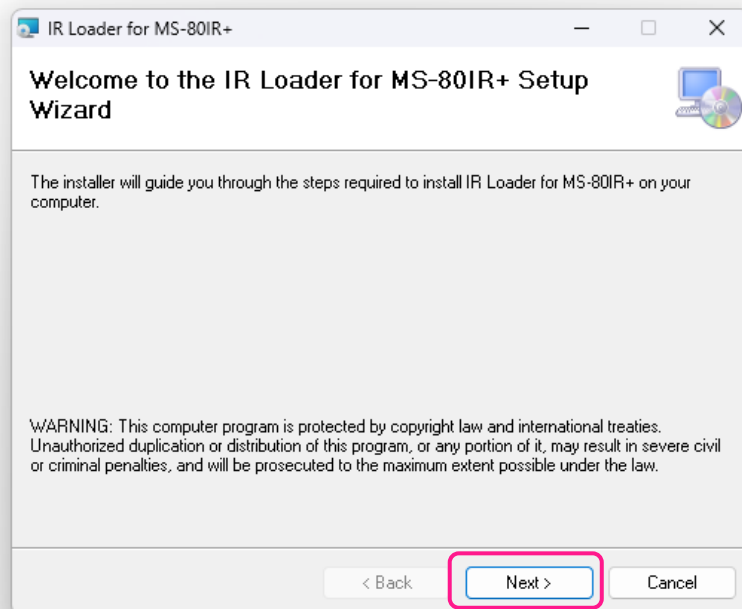 IR Loader for MS-80IR+
Welcome to the IR Loader for MS-80IR+ Setup
Wizard
The installer will guide you through the steps required to install IR Loader for MS-80IR+ on your
computer.
WARNING: This computer program is protected by copyright law and international treaties.
Unauthorized duplication or distribution of this program, or any portion of it, may result in severe civil
or criminal penalties, and will be prosecuted to the maximum extent possible under the law.
< Back Next > Cancel